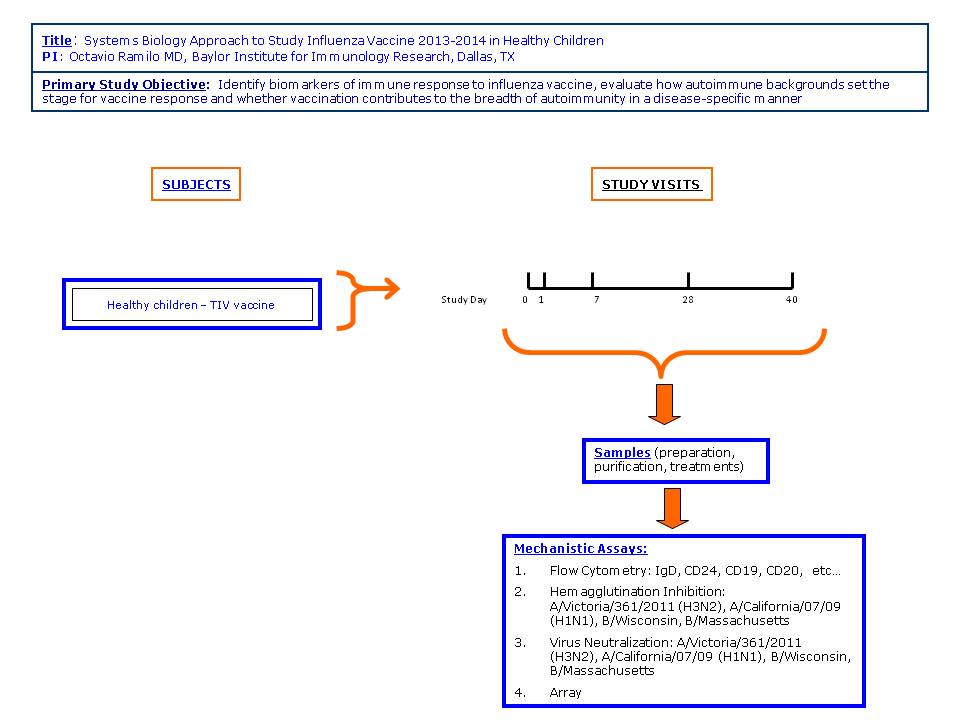 Title: Systems Biology Approach to Study Influenza Vaccine 2013-2014 in Healthy Children
PI: Octavio Ramilo MD, Baylor Institute for Immunology Research, Dallas, TX
Primary Study Objective: Identify biomarkers of immune response to influenza vaccine, evaluate how autoimmune backgrounds set the
stage for vaccine response and whether vaccination contributes to the breadth of autoimmunity in a disease-specific manner
SUBJECTS
STUDY VISITS
Healthy children – TIV vaccine
Study Day 0 1 7 28 40
Samples (preparation,
purification, treatments)
Mechanistic Assays:
1. Flow Cytometry: IgD, CD24, CD19, CD20, etc…
2. Hemagglutination Inhibition:
A/Victoria/361/2011 (H3N2), A/California/07/09
(H1N1), B/Wisconsin, B/Massachusetts
3. Virus Neutralization: A/Victoria/361/2011
(H3N2), A/California/07/09 (H1N1), B/Wisconsin,
B/Massachusetts
4. Array